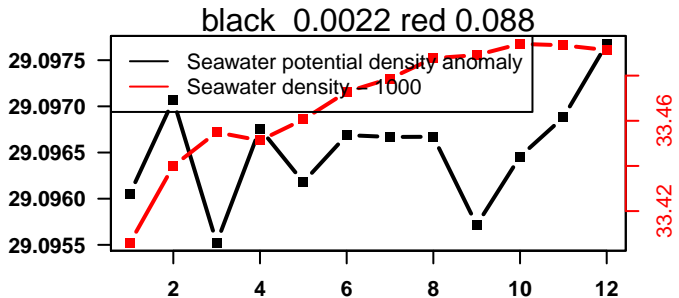 black 0.0022 red 0.088
Seawater potential density anomaly
Seawater density - 1000
29.0975
29.0970
29.0965
29.0960
29.0955
33.46
33.42
2 4 6 8 10 12